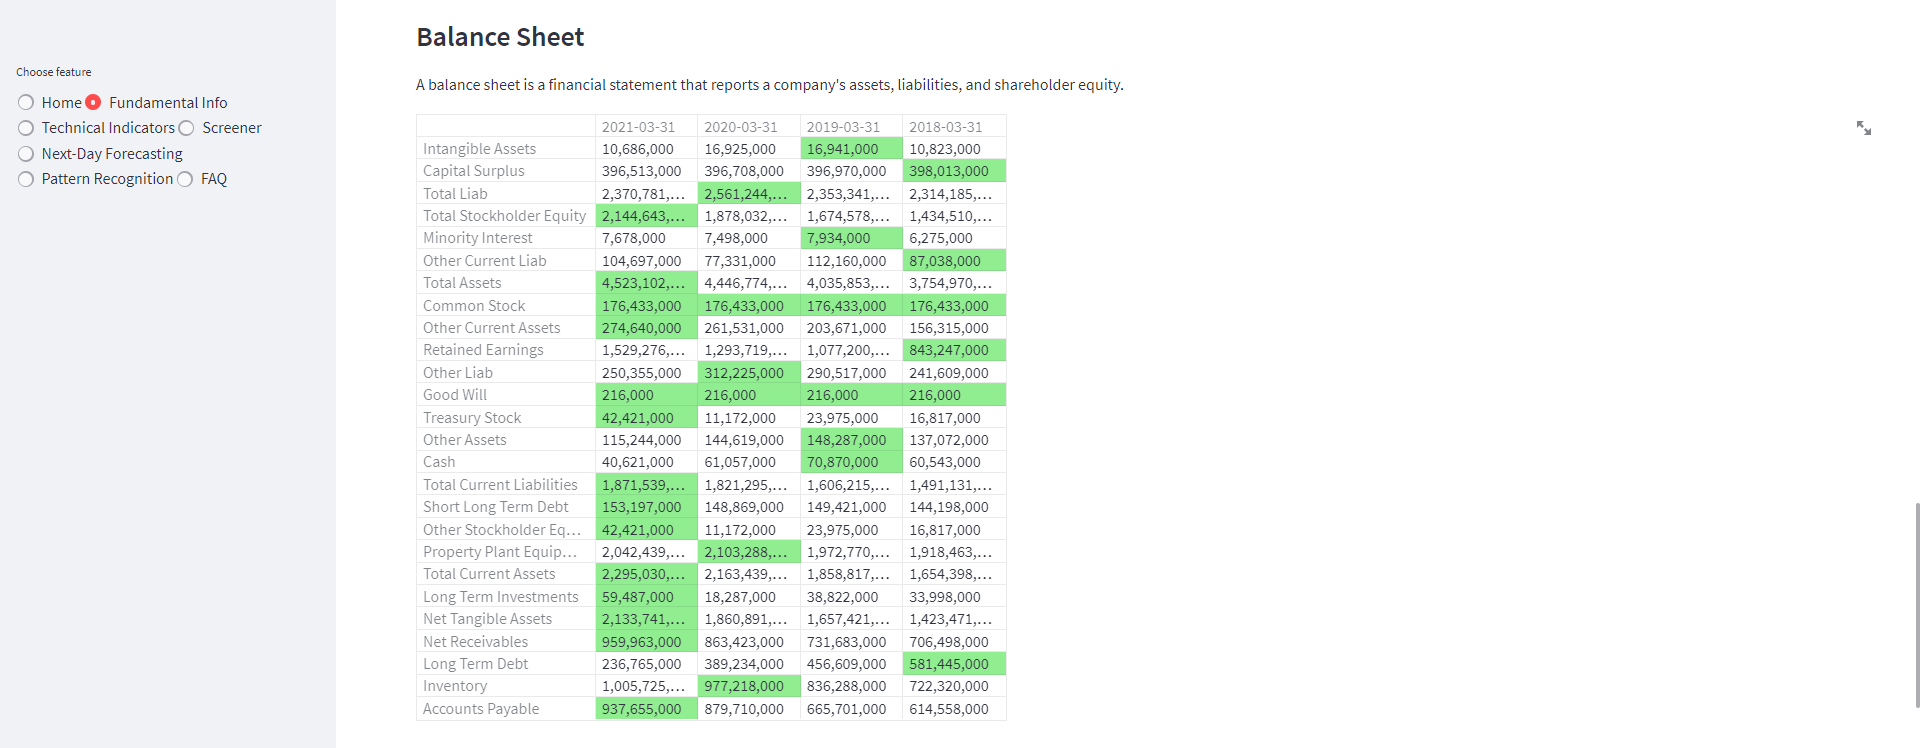 Choose feature
Home Fundamental Info
Technical Indicators Screener
Next-Day Forecasting
Pattern Recognition FAQ
Balance Sheet
A balance sheet is a financial statement that reports a company's assets, liabilities, and shareholder equity.
2021-03-31 2020-03-31 2019-03-31 2018-03-31
Intangible Assets 10,686,000 16,925,000 16,941,000 10,823,000
Capital Surplus 396,513,000 396,708,000 396,970,000 398,013,000
Total Liab 2,370,781,... 2,561,244,... 2,353,341,... 2,314,185,...
Total Stockholder Equity 2,144,643,... 1,878,032,... 1,674,578,... 1,434,510,...
Minority Interest 7,678,000 7,498,000 7,934,000 6,275,000
Other Current Liab 104,697,000 77,331,000 112,160,000 87,038,000
Total Assets 4,523,102,... 4,446,774,... 4,035,853,... 3,754,970,...
Common Stock 176,433,000 176,433,000 176,433,000 176,433,000
Other Current Assets 274,640,000 261,531,000 203,671,000 156,315,000
Retained Earnings 1,529,276,... 1,293,719,... 1,077,200,... 843,247,000
Other Liab 250,355,000 312,225,000 290,517,000 241,609,000
Good Will 216,000 216,000 216,000 216,000
Treasury Stock 42,421,000 11,172,000 23,975,000 16,817,000
Other Assets 115,244,000 144,619,000 148,287,000 137,072,000
Cash 40,621,000 61,057,000 70,870,000 60,543,000
Total Current Liabilities 1,871,539,... 1,821,295,... 1,606,215,... 1,491,131,...
Short Long Term Debt 153,197,000 148,869,000 149,421,000 144,198,000
Other Stockholder Eq... 42,421,000 11,172,000 23,975,000 16,817,000
Property Plant Equip... 2,042,439,... 2,103,288,... 1,972,770,... 1,918,463,...
Total Current Assets 2,295,030,... 2,163,439,... 1,858,817,... 1,654,398,...
Long Term Investments 59,487,000 18,287,000 38,822,000 33,998,000
Net Tangible Assets 2,133,741,... 1,860,891,... 1,657,421,... 1,423,471,...
Net Receivables 959,963,000 863,423,000 731,683,000 706,498,000
Long Term Debt 236,765,000 389,234,000 456,609,000 581,445,000
Inventory 1,005,725,... 977,218,000 836,288,000 722,320,000
Accounts Payable 937,655,000 879,710,000 665,701,000 614,558,000